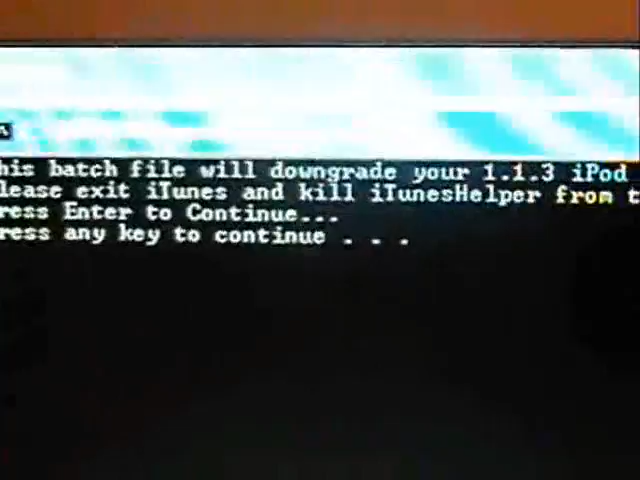 his batch file will downgrade your 1.1.3 iPod
lease exit iTunes and kill iTunesHelper from t
ress Enter to Continue...
ress any key to continue . . .